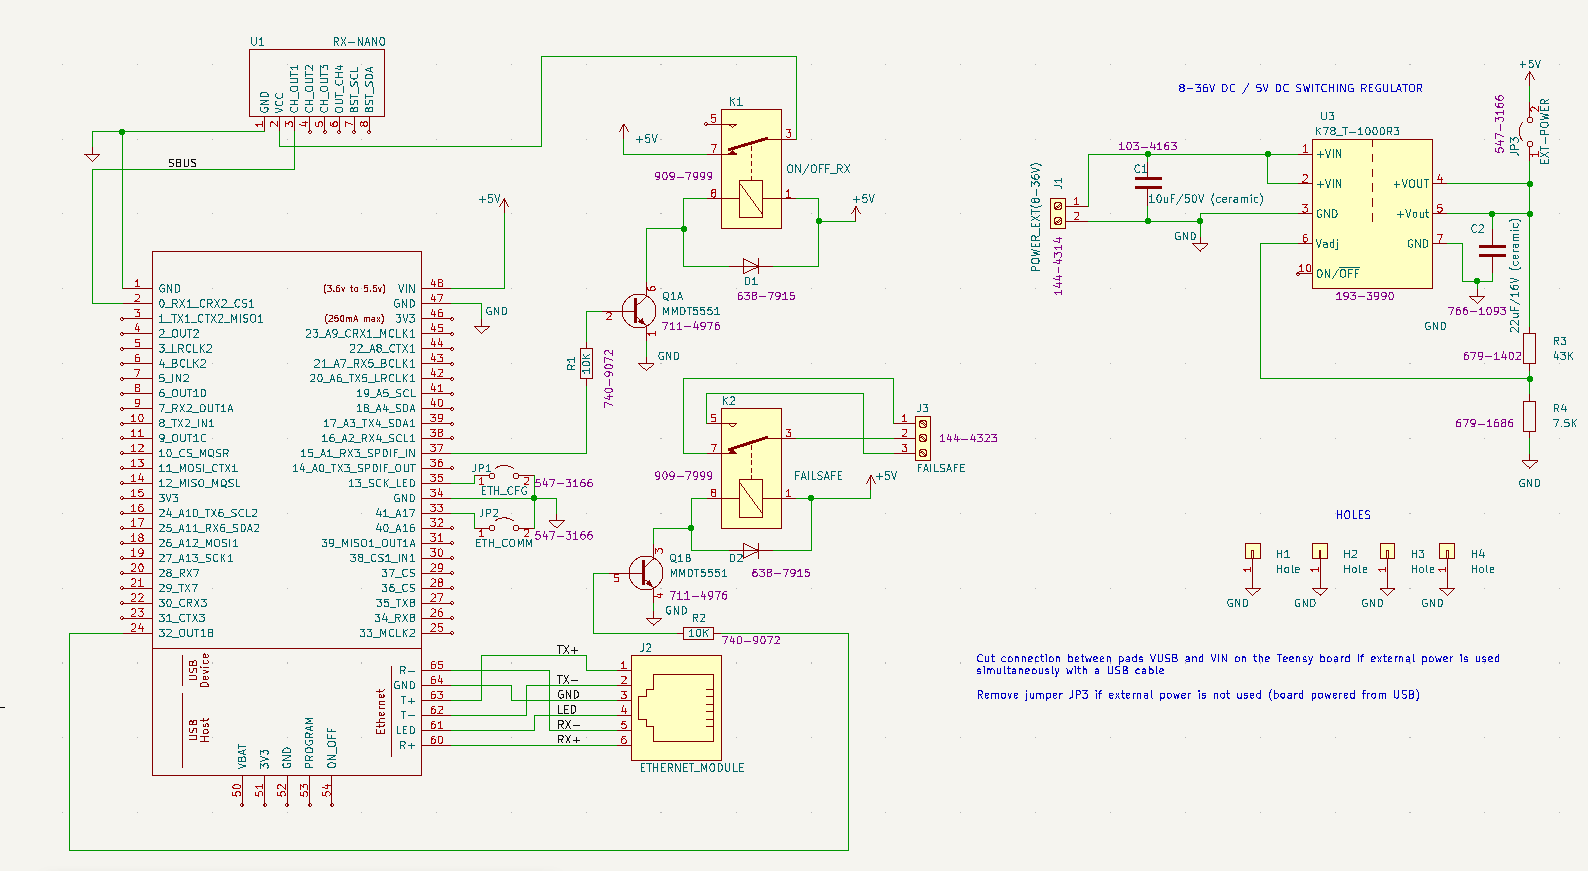 U1
RX-NANO
GND
VCC
CH_OUT1
CH_OUT2
CH_OUT3
OUT_CH4
BST_SCL
BST_SDA
1
2
3
4
5
6
7
8
SBUS
+5V
1 GND
2 0_RX1_CRX2_CS1
3 1_TX1_CTX2_MISO1
4 2_OUT2
5 3_LRCLK2
6 4_BCLK2
7 5_IN2
8 6_OUT1D
9 7_RX2_OUT1A
10 8_TX2_IN1
11 9_OUT1C
12 10_CS_MQSR
13 11_MOSI_CTX1
14 12_MISO_MQSL
15 3V3
16 24_A10_TX6_SCL2
17 25_A11_RX6_SDA2
18 26_A12_MOSI1
19 27_A13_SCK1
20 28_RX7
21 29_TX7
22 30_CRX3
23 31_CTX3
24 32_OUT1B
(3.6v to 5.5v) VIN 48
GND 47
(250mA max) 3V3 46
23_A9_CRX1_MCLK1 45
22_A8_CTX1 44
21_A7_RX5_BCLK1 43
20_A6_TX5_LRCLK1 42
19_A5_SCL 41
18_A4_SDA 40
17_A3_TX4_SDA1 39
16_A2_RX4_SCL1 38
15_A1_RX3_SPDIF_IN 37
14_A0_TX3_SPDIF_OUT 36
13_SCK_LED 35
GND 34
41_A17 33
40_A16 32
39_MISO1_OUT1A 31
38_CS1_IN1 30
37_CS 29
36_CS 28
35_TX8 27
34_RX8 26
33_MCLK2 25
GND
USB Device
USB Host
Ethernet
R- 65
GND 64
T+ 63
T- 62
LED 61
R+ 60
VBAT
3V3
GND
PROGRAM
ON_OFF
50
51
52
53
54
JP1
1
2
547-3166
ETH_CFG
JP2
1
2
547-3166
ETH_COMM
TX+
TX-
GND
LED
RX-
RX+
J2
1
2
3
4
5
6
ETHERNET_MODULE
K1
+5V
5
7
3
8
1
909-7999
ON/OFF_RX
+5V
D1
638-7915
Q1A
MMDT5551
711-4976
6
2
1
GND
R1
10K
740-9072
K2
5
7
3
8
1
909-7999
FAILSAFE
+5V
D2
638-7915
Q1B
MMDT5551
711-4976
3
5
4
GND
R2
10K
740-9072
J3
1
2
3
144-4323
FAILSAFE
8-36V DC / 5V DC SWITCHING REGULATOR
POWER_EXT(8-36V)
J1
1
2
144-4314
103-4163
C1
10uF/50V (ceramic)
GND
U3
K78_T-1000R3
1 +VIN
2 +VIN
3 GND
6 Vadj
10 ON/OFF
+VOUT 4
+Vout 5
GND 7
193-3990
+5V
547-3166
JP3
EXT-POWER
2
1
C2
22uF/16V (ceramic)
766-1093
GND
R3
43K
679-1402
R4
7.5K
679-1686
GND
HOLES
H1
Hole
1
GND
H2
Hole
1
GND
H3
Hole
1
GND
H4
Hole
1
GND
Cut connection between pads VUSB and VIN on the Teensy board if external power is used
simultaneously with a USB cable
Remove jumper JP3 if external power is not used (board powered from USB)